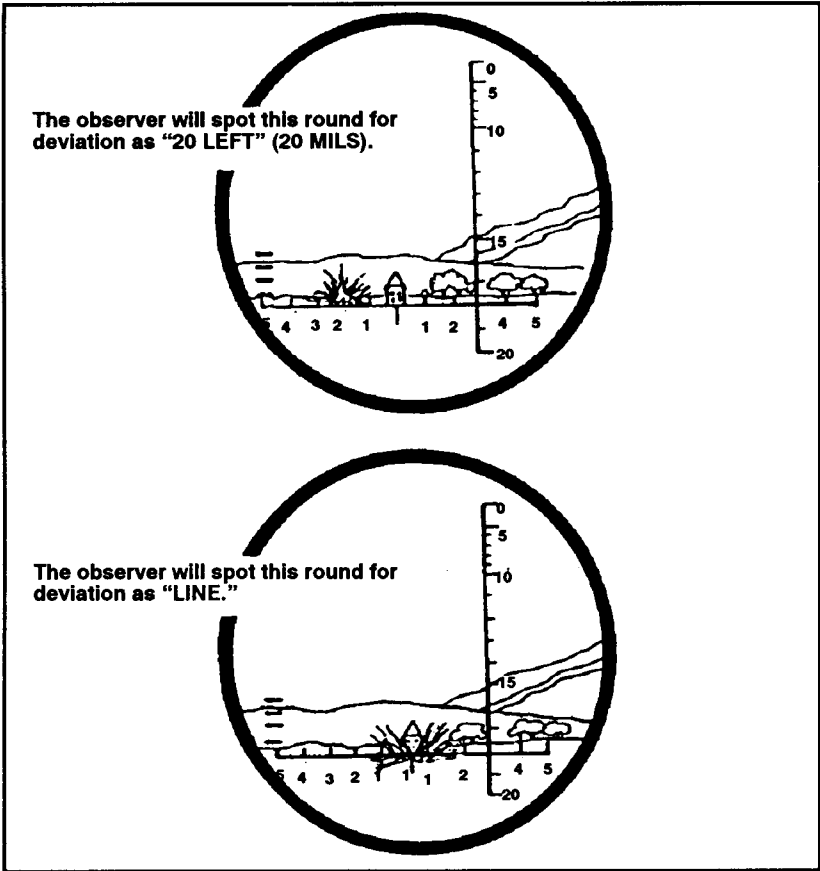 The observer will spot this round for
deviation as “20 LEFT” (20 MILS).
0
5
10
15
5 4 3 2 1 1 2 4 5
20
The observer will spot this round for
deviation as “LINE.”
0
5
10
15
5 4 3 2 1 1 1 2 4 5
20